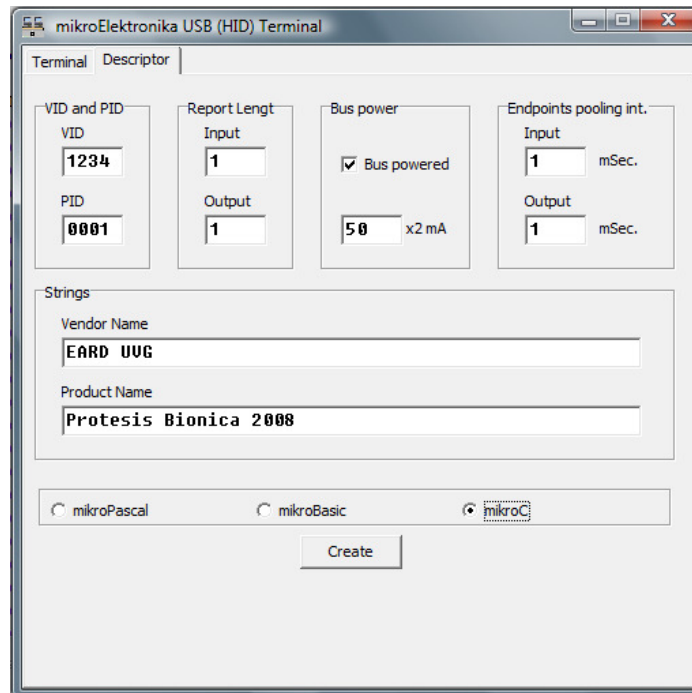 mikroElektronika USB (HID) Terminal
Terminal Descriptor
VID and PID Report Lengt Bus power Endpoints pooling int.
VID Input Input
1234 1 Bus powered 1 mSec.
PID Output Output
0001 1 50 x2 mA 1 mSec.
Strings
Vendor Name
EARD UVG
Product Name
Protesis Bionica 2008
mikroPascal mikroBasic mikroC
Create